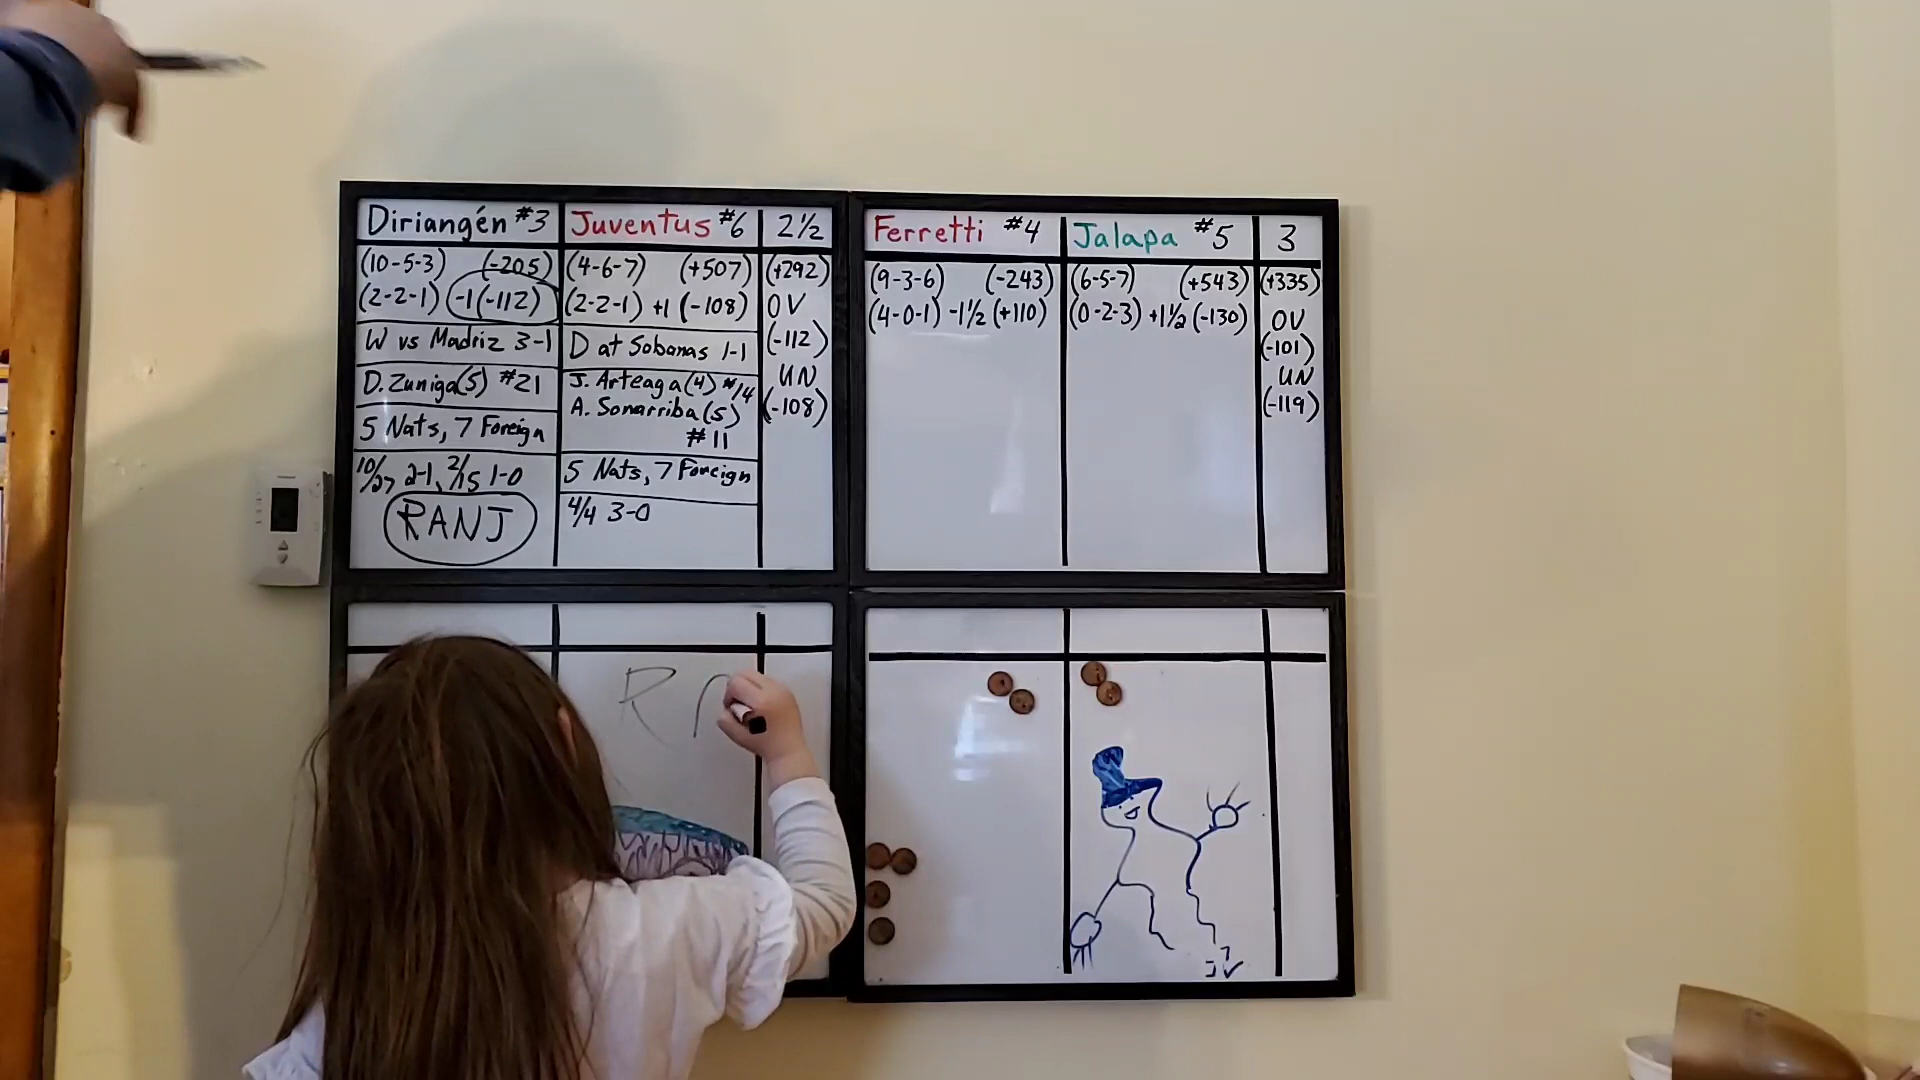 Diriangén #3
(10-5-3) (-205)
(2-2-1) -1(-112)
W vs Madriz 3-1
D. Zuniga(5) #21
5 Nats, 7 Foreign
10/27 2-1, 2/15 1-0
RANJ
Juventus #6
(4-6-7) (+507)
(2-2-1) +1 (-108)
D at Sabanas 1-1
J. Arteaga(4) #14
A. Somarriba(5)
#11
5 Nats, 7 Foreign
4/4 3-0
2½
(+292)
OV
(-112)
UN
(-108)
Ferretti #4
(9-3-6) (-243)
(4-0-1) -1½ (+110)
Jalapa #5
(6-5-7) (+543)
(0-2-3) +1½ (-130)
3
(+335)
OV
(-101)
UN
(-119)
R